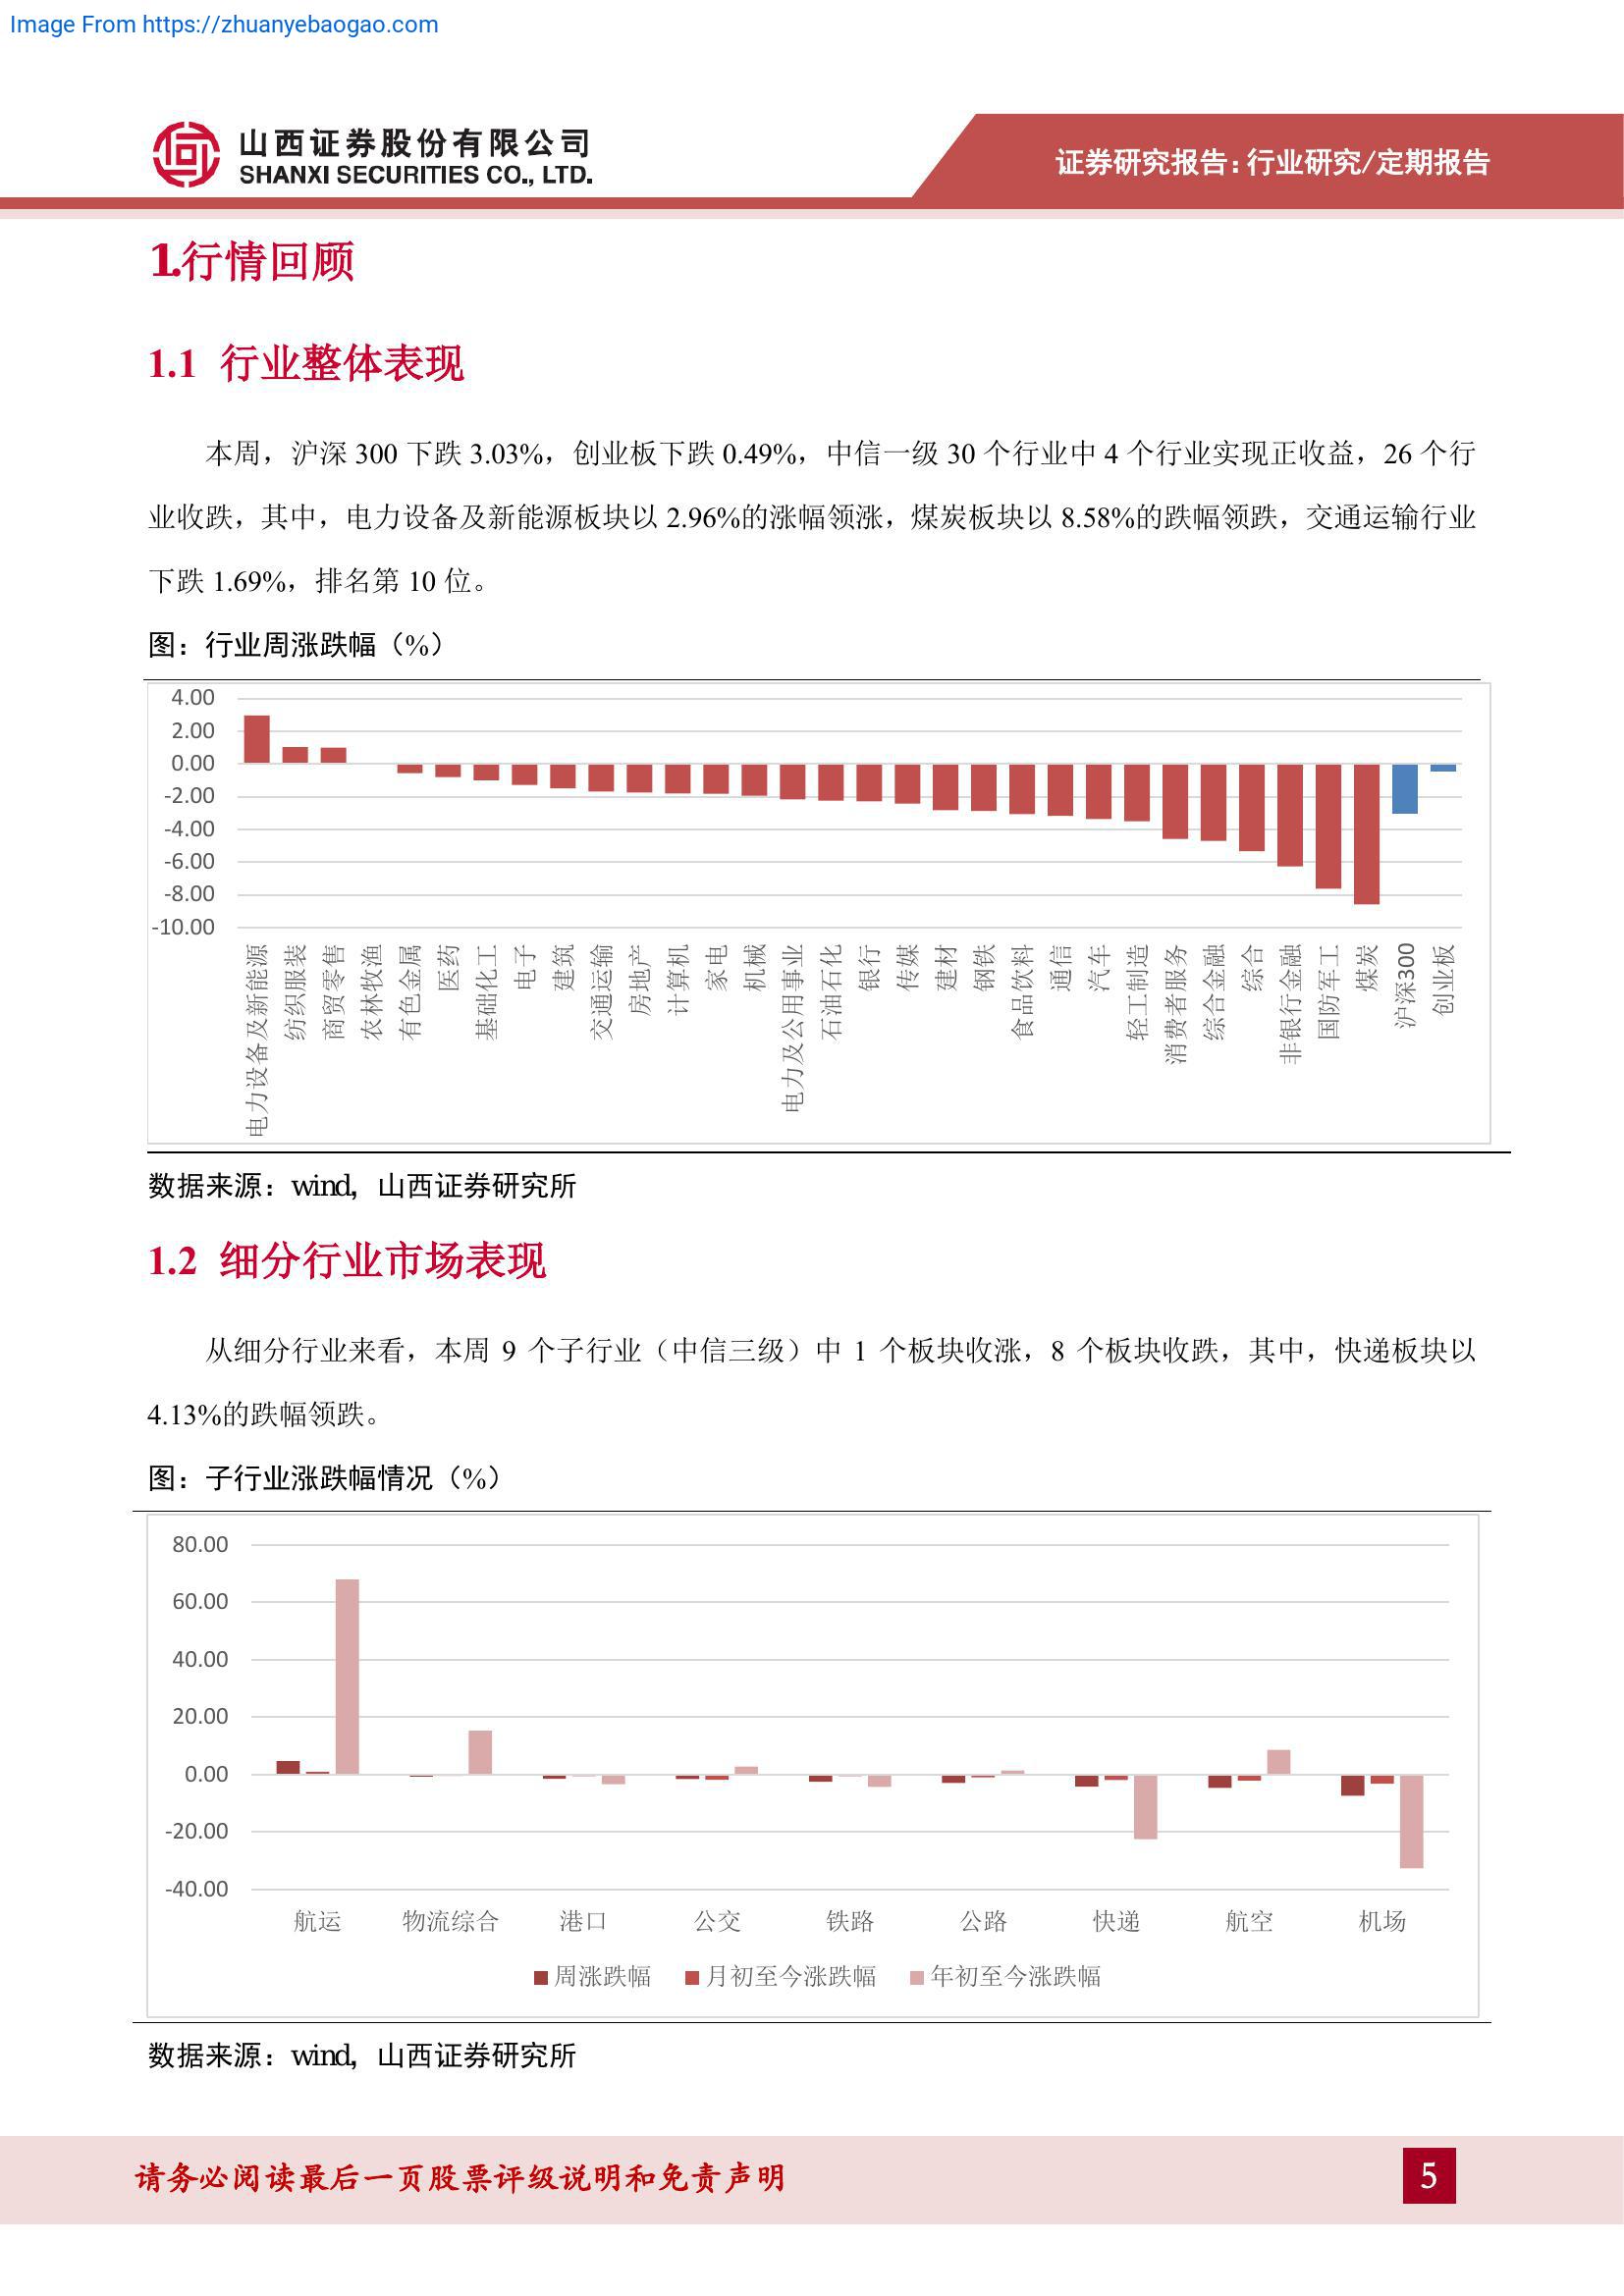 Image From https://zhuanyebaogao.com
山西证券股份有限公司
SHANXI SECURITIES CO., LTD.
证券研究报告:行业研究/定期报告
1.行情回顾
1.1 行业整体表现
本周，沪深 300 下跌 3.03%，创业板下跌 0.49%，中信一级 30 个行业中 4 个行业实现正收益，26 个行
业收跌，其中，电力设备及新能源板块以 2.96%的涨幅领涨，煤炭板块以 8.58%的跌幅领跌，交通运输行业
下跌 1.69%，排名第 10 位。
图：行业周涨跌幅（%）
4.00
2.00
0.00
-2.00
-4.00
-6.00
-8.00
-10.00
电力设备及新能源
纺织服装
商贸零售
农林牧渔
有色金属
医药
基础化工
电子
建筑
交通运输
房地产
计算机
家电
机械
电力及公用事业
石油石化
银行
传媒
建材
钢铁
食品饮料
通信
汽车
轻工制造
消费者服务
综合金融
综合
非银行金融
国防军工
煤炭
沪深300
创业板
数据来源：wind，山西证券研究所
1.2 细分行业市场表现
从细分行业来看，本周 9 个子行业（中信三级）中 1 个板块收涨，8 个板块收跌，其中，快递板块以
4.13%的跌幅领跌。
图：子行业涨跌幅情况（%）
80.00
60.00
40.00
20.00
0.00
-20.00
-40.00
航运 物流综合 港口 公交 铁路 公路 快递 航空 机场
周涨跌幅 月初至今涨跌幅 年初至今涨跌幅
数据来源：wind，山西证券研究所
请务必阅读最后一页股票评级说明和免责声明
5